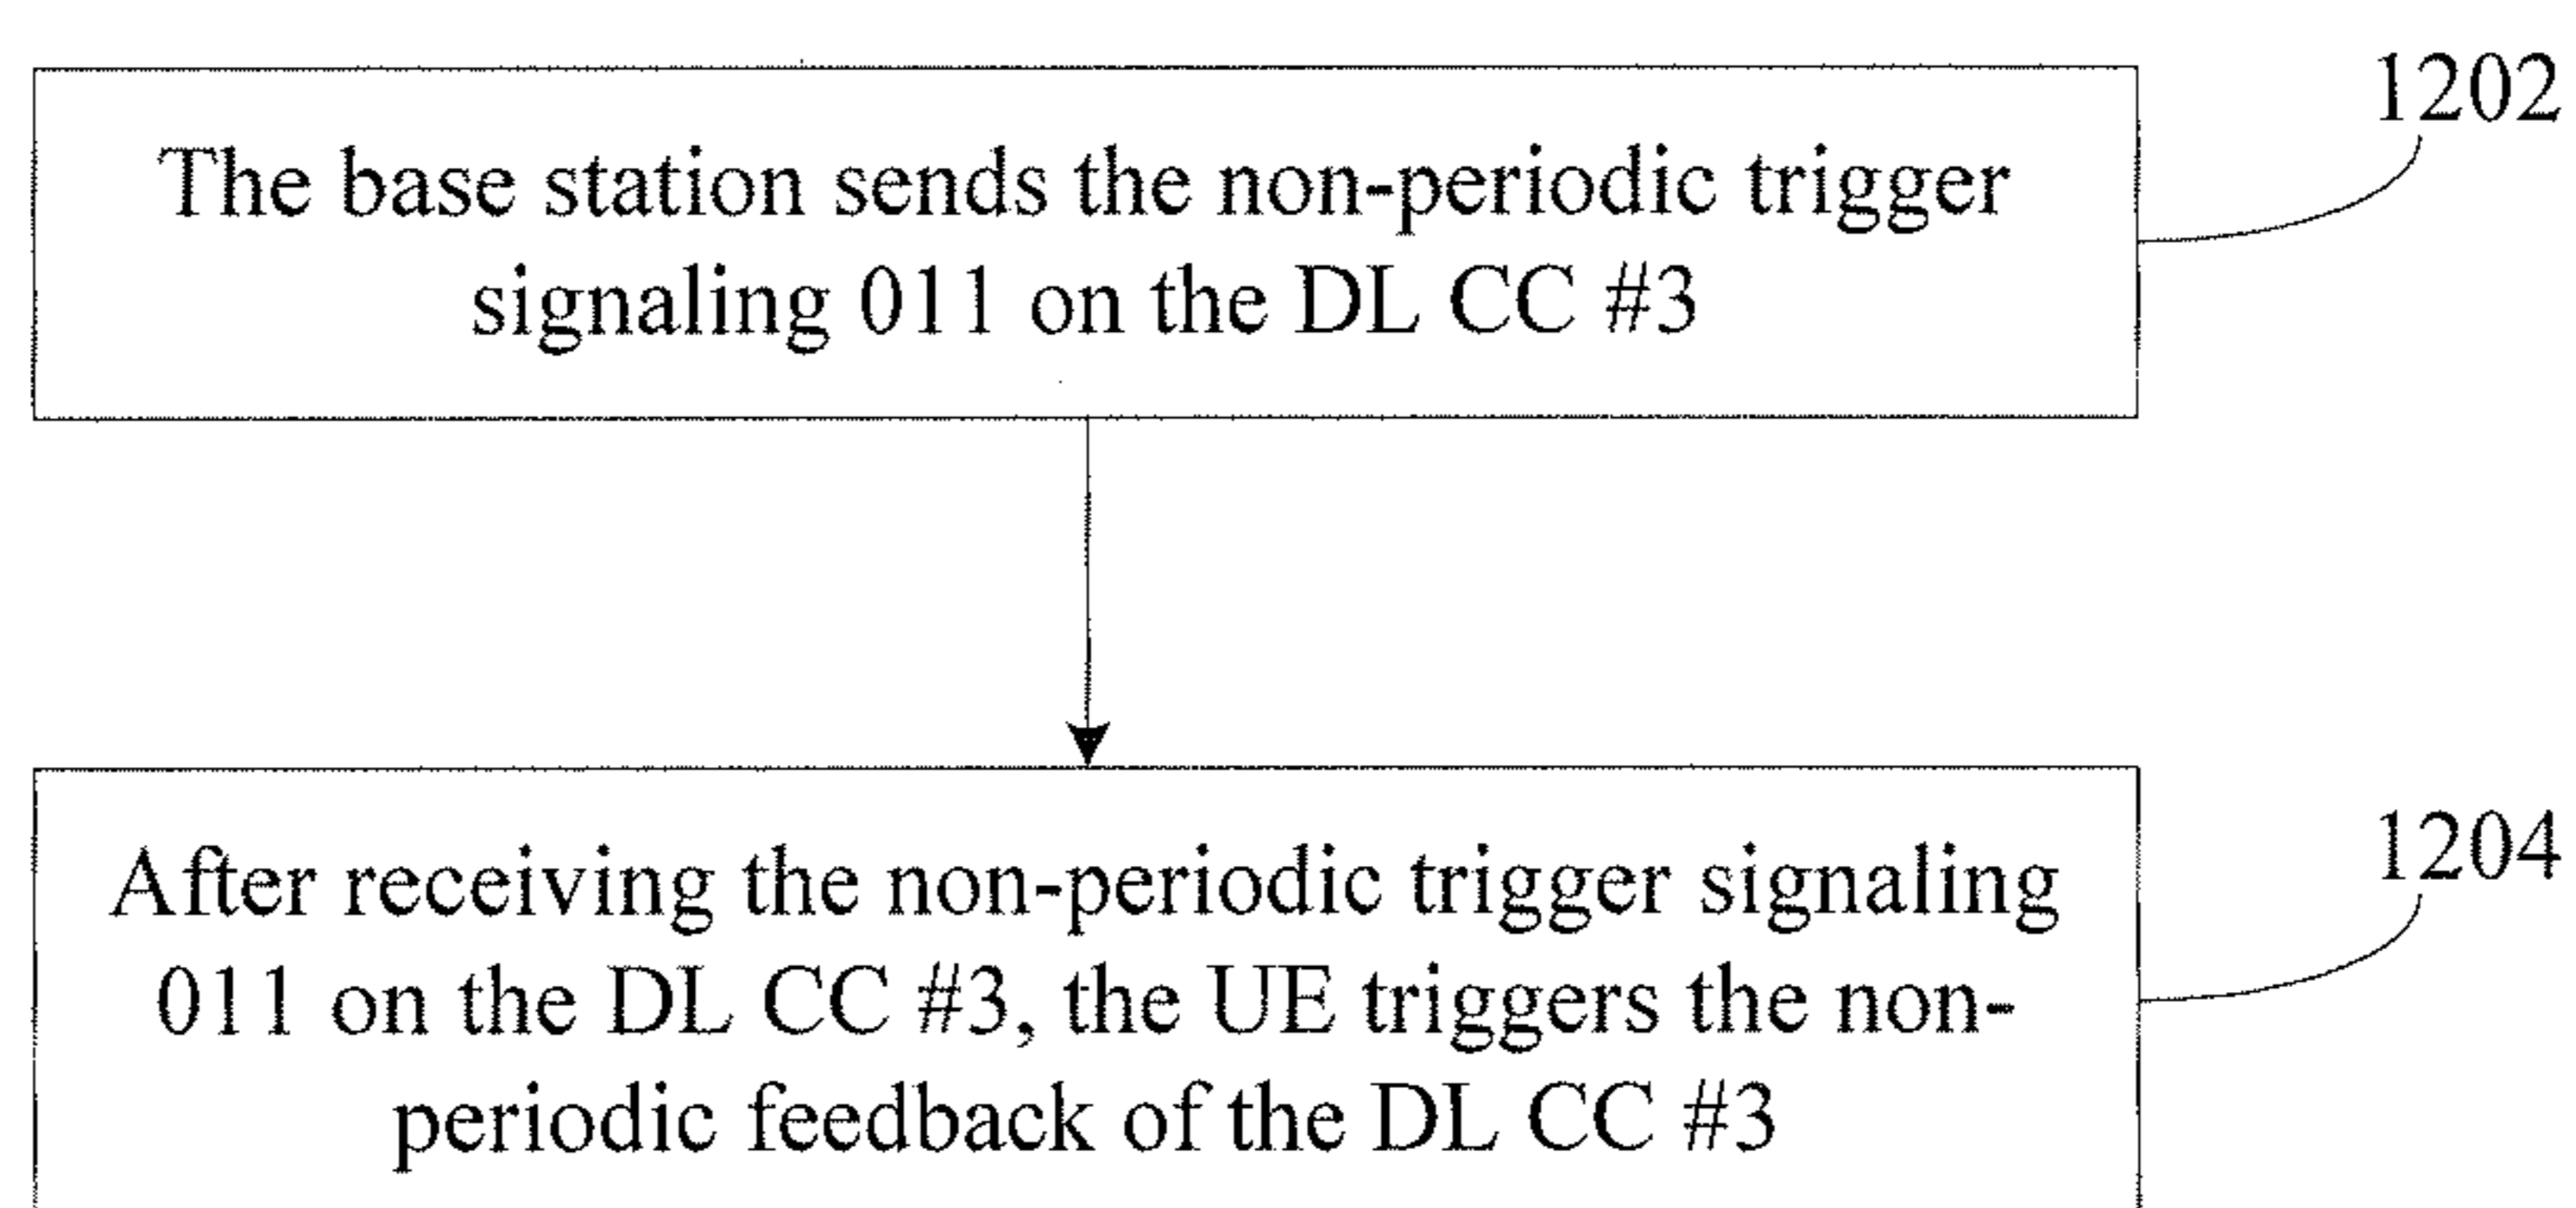 1202
The base station sends the non-periodic trigger
signaling 011 on the DL CC #3
1204
After receiving the non-periodic trigger signaling
011 on the DL CC #3, the UE triggers the non-
periodic feedback of the DL CC #3